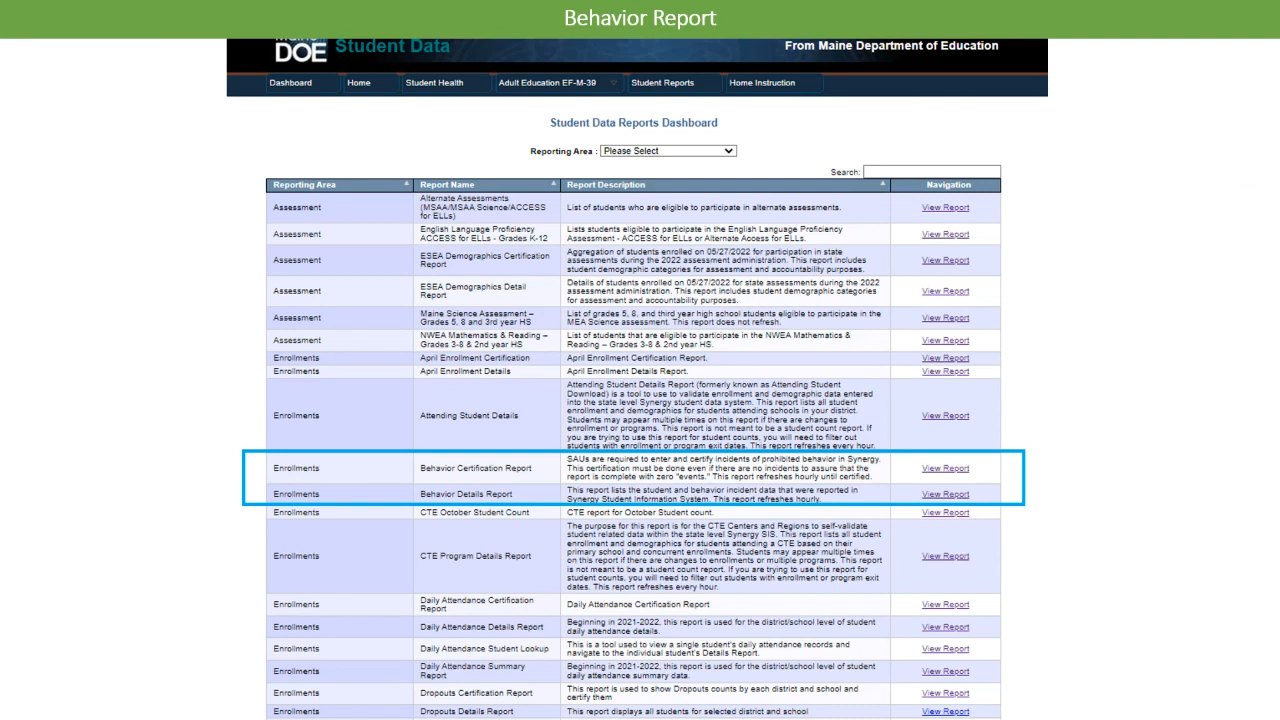 Behavior Report
DOE Student Data
From Maine Department of Education
Dashboard Home Student Health Adult Education EF-M-39 Student Reports Home Instruction
Student Data Reports Dashboard
Reporting Area : Please Select
Search:
Reporting Area Report Name Report Description Navigation
Assessment
Alternate Assessments
(MSAA/MSAA Science/ACCESS
for ELLs)
List of students who are eligible to participate in alternate assessments.
View Report
Assessment
English Language Proficiency
ACCESS for ELLs - Grades K-12
Lists students eligible to participate in the English Language Proficiency
Assessment - ACCESS for ELLs or Alternate Access for ELLs.
View Report
Assessment
ESEA Demographics Certification
Report
Aggregation of students enrolled on 05/27/2022 for participation in state
assessments during the 2022 assessment administration. This report includes
student demographic categories for assessment and accountability purposes.
View Report
Assessment
ESEA Demographics Detail
Report
Details of students enrolled on 05/27/2022 for state assessments during the 2022
assessment administration. This report includes student demographic categories
for assessment and accountability purposes.
View Report
Assessment
Maine Science Assessment –
Grades 5, 8 and 3rd year HS
List of grades 5, 8, and third year high school students eligible to participate in the
MEA Science assessment. This report does not refresh.
View Report
Assessment
NWEA Mathematics & Reading –
Grades 3-8 & 2nd year HS
List of students that are eligible to participate in the NWEA Mathematics &
Reading – Grades 3-8 & 2nd year HS.
View Report
Enrollments April Enrollment Certification April Enrollment Certification Report. View Report
Enrollments April Enrollment Details April Enrollment Details Report. View Report
Enrollments
Attending Student Details
Attending Student Details Report (formerly known as Attending Student
Download) is a tool to use to validate enrollment and demographic data entered
into the state level Synergy student data system. This report lists all student
enrollment and demographics for students attending schools in your district.
Students may appear multiple times on this report if there are changes to
enrollment or programs. This report is not meant to be a student count report. If
you are trying to use this report for student counts, you will need to filter out
students with enrollment or program exit dates. This report refreshes every hour.
View Report
Enrollments
Behavior Certification Report
SAUs are required to enter and certify incidents of prohibited behavior in Synergy.
This certification must be done even if there are no incidents to assure that the
report is complete with zero "events." This report refreshes hourly until certified.
View Report
Enrollments
Behavior Details Report
This report lists the student and behavior incident data that were reported in
Synergy Student Information System. This report refreshes hourly.
View Report
Enrollments CTE October Student Count CTE report for October Student count. View Report
Enrollments
CTE Program Details Report
The purpose for this report is for the CTE Centers and Regions to self-validate
student related data within the state level Synergy SIS. This report lists all student
enrollment and demographics for students attending a CTE based on their
primary school and concurrent enrollments. Students may appear multiple times
on this report if there are changes to enrollments or multiple programs. This report
is not meant to be a student count report. If you are trying to use this report for
student counts, you will need to filter out students with enrollment or program exit
dates. This report refreshes every hour.
View Report
Enrollments
Daily Attendance Certification
Report
Daily Attendance Certification Report
View Report
Enrollments
Daily Attendance Details Report
Beginning in 2021-2022, this report is used for the district/school level of student
daily attendance details.
View Report
Enrollments
Daily Attendance Student Lookup
This is a tool used to view a single student's daily attendance records and
navigate to the individual student's Details Report.
View Report
Enrollments
Daily Attendance Summary
Report
Beginning in 2021-2022, this report is used for the district/school level of student
daily attendance summary data.
View Report
Enrollments
Dropouts Certification Report
This report is used to show Dropouts counts by each district and school and
certify them
View Report
Enrollments Dropouts Details Report This report displays all students for selected district and school View Report